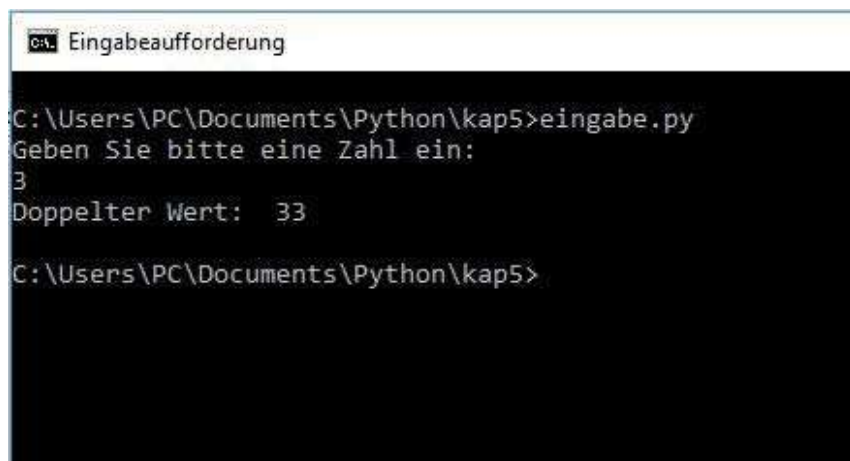 Eingabeaufforderung
C:\Users\PC\Documents\Python\kap5>eingabe.py
Geben Sie bitte eine Zahl ein:
3
Doppelter Wert:  33
C:\Users\PC\Documents\Python\kap5>